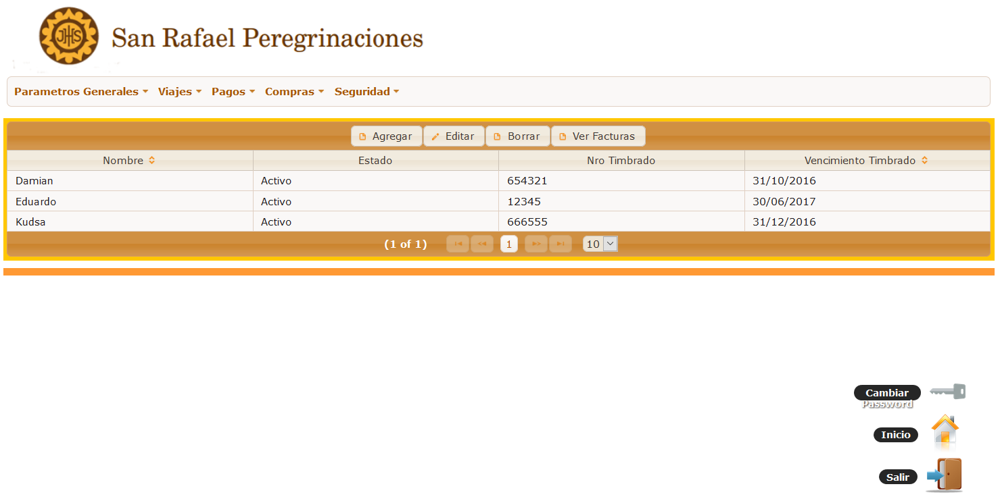 JHS
San Rafael Peregrinaciones
Parametros Generales Viajes Pagos Compras Seguridad
Agregar Editar Borrar Ver Facturas
Nombre Estado Nro Timbrado Vencimiento Timbrado
Damian Activo 654321 31/10/2016
Eduardo Activo 12345 30/06/2017
Kudsa Activo 666555 31/12/2016
(1 of 1) 1 10
Cambiar
Password
Inicio
Salir